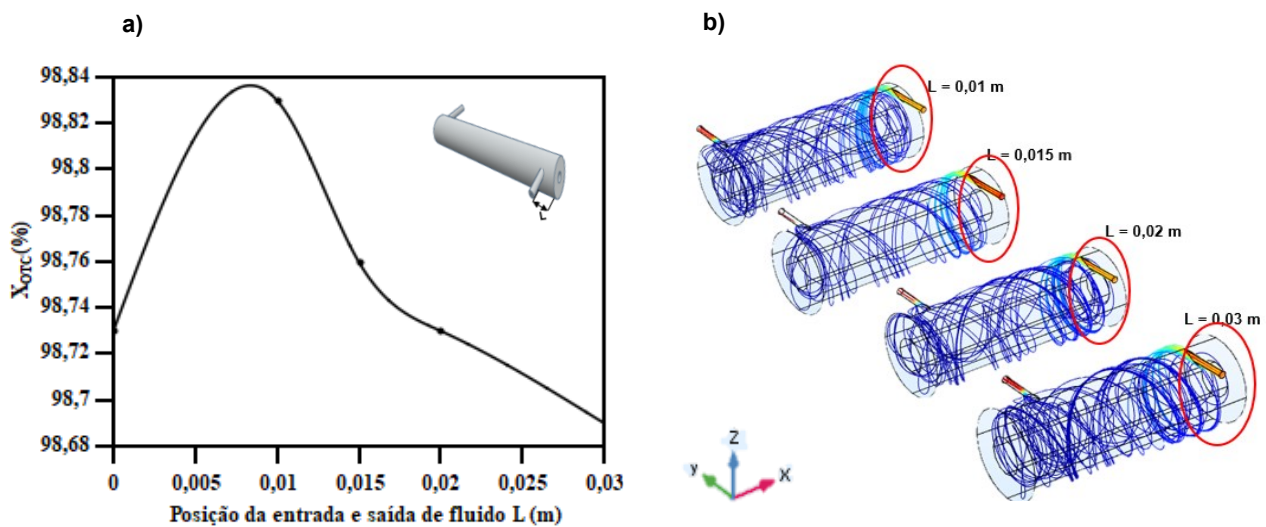 a)
98,84
98,82
98,8
98,78
98,76
98,74
98,72
98,7
98,68
X_OTC(%)
L
0
0,005
0,01
0,015
0,02
0,025
0,03
Posição da entrada e saída de fluido L (m)
b)
L = 0,01 m
L = 0,015 m
L = 0,02 m
L = 0,03 m
Z
y
X